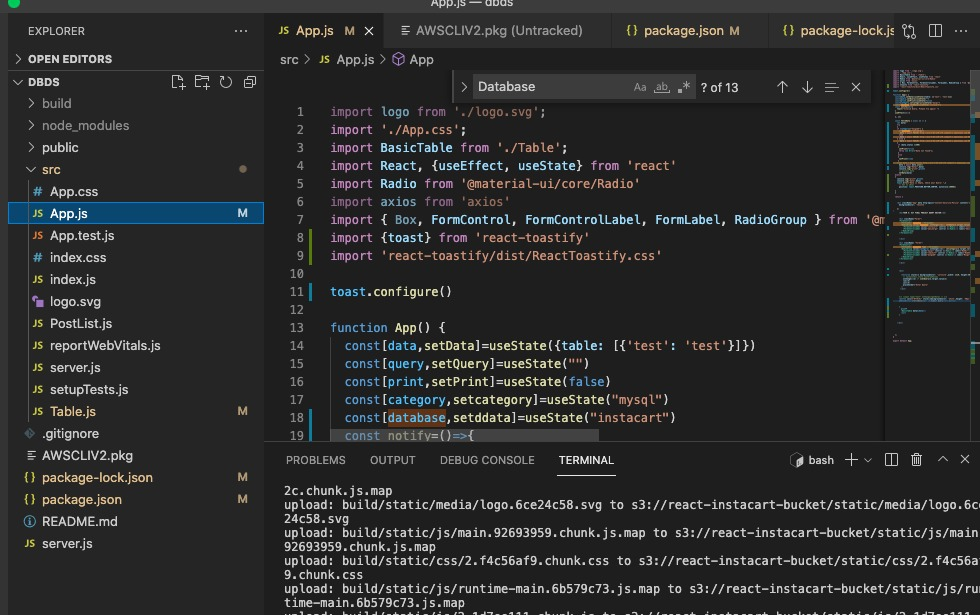 App.js — dbds
EXPLORER
OPEN EDITORS
DBDS
build
node_modules
public
src
# App.css
JS App.js M
JS App.test.js
# index.css
JS index.js
logo.svg
JS PostList.js
JS reportWebVitals.js
JS server.js
JS setupTests.js
JS Table.js M
.gitignore
AWSCLIV2.pkg
{} package-lock.json M
{} package.json M
README.md
JS server.js
JS App.js M
AWSCLIV2.pkg (Untracked)
{} package.json M
{} package-lock.js
src > JS App.js > App
Database Aa ab .* ? of 13
1 import logo from './logo.svg';
2 import './App.css';
3 import BasicTable from './Table';
4 import React, {useEffect, useState} from 'react'
5 import Radio from '@material-ui/core/Radio'
6 import axios from 'axios'
7 import { Box, FormControl, FormControlLabel, FormLabel, RadioGroup } from '@m
8 import {toast} from 'react-toastify'
9 import 'react-toastify/dist/ReactToastify.css'
10
11 toast.configure()
12
13 function App() {
14 const[data,setData]=useState({table: [{'test': 'test'}]})
15 const[query,setQuery]=useState("")
16 const[print,setPrint]=useState(false)
17 const[category,setcategory]=useState("mysql")
18 const[database,setddata]=useState("instacart")
19 const notify=()=>{
PROBLEMS OUTPUT DEBUG CONSOLE TERMINAL bash
2c.chunk.js.map
upload: build/static/media/logo.6ce24c58.svg to s3://react-instacart-bucket/static/media/logo.6ce
24c58.svg
upload: build/static/js/main.92693959.chunk.js.map to s3://react-instacart-bucket/static/js/main.
92693959.chunk.js.map
upload: build/static/css/2.f4c56af9.chunk.css to s3://react-instacart-bucket/static/css/2.f4c56af
9.chunk.css
upload: build/static/js/runtime-main.6b579c73.js.map to s3://react-instacart-bucket/static/js/run
time-main.6b579c73.js.map